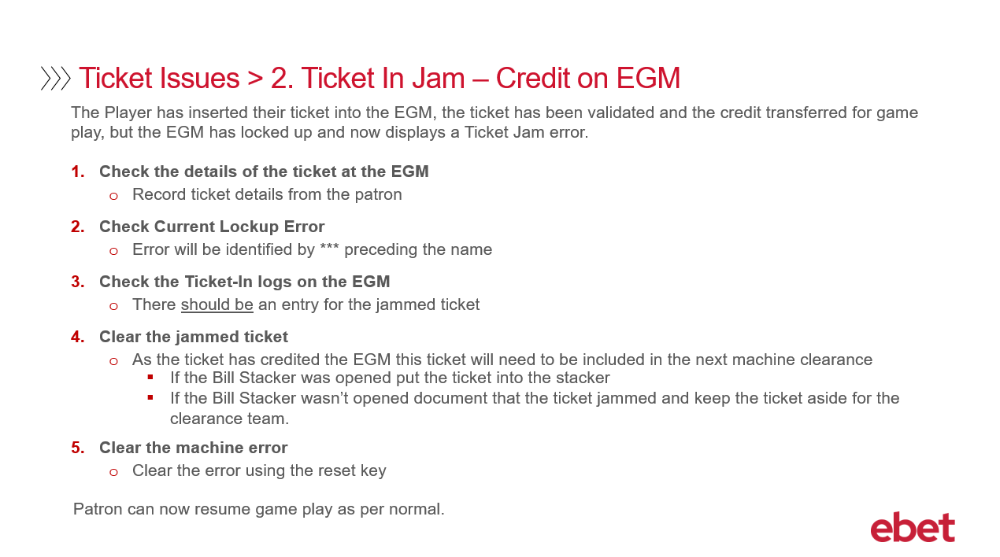 Ticket Issues > 2. Ticket In Jam – Credit on EGM
The Player has inserted their ticket into the EGM, the ticket has been validated and the credit transferred for game
play, but the EGM has locked up and now displays a Ticket Jam error.
1. Check the details of the ticket at the EGM
o Record ticket details from the patron
2. Check Current Lockup Error
o Error will be identified by *** preceding the name
3. Check the Ticket-In logs on the EGM
o There should be an entry for the jammed ticket
4. Clear the jammed ticket
o As the ticket has credited the EGM this ticket will need to be included in the next machine clearance
▪ If the Bill Stacker was opened put the ticket into the stacker
▪ If the Bill Stacker wasn’t opened document that the ticket jammed and keep the ticket aside for the
clearance team.
5. Clear the machine error
o Clear the error using the reset key
Patron can now resume game play as per normal.
ebet